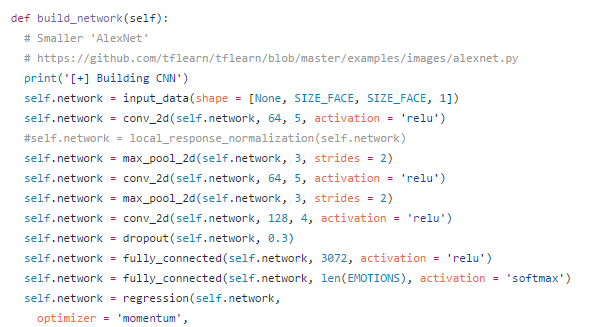 def build_network(self):
  # Smaller 'AlexNet'
  # https://github.com/tflearn/tflearn/blob/master/examples/images/alexnet.py
  print('[+] Building CNN')
  self.network = input_data(shape = [None, SIZE_FACE, SIZE_FACE, 1])
  self.network = conv_2d(self.network, 64, 5, activation = 'relu')
  #self.network = local_response_normalization(self.network)
  self.network = max_pool_2d(self.network, 3, strides = 2)
  self.network = conv_2d(self.network, 64, 5, activation = 'relu')
  self.network = max_pool_2d(self.network, 3, strides = 2)
  self.network = conv_2d(self.network, 128, 4, activation = 'relu')
  self.network = dropout(self.network, 0.3)
  self.network = fully_connected(self.network, 3072, activation = 'relu')
  self.network = fully_connected(self.network, len(EMOTIONS), activation = 'softmax')
  self.network = regression(self.network,
    optimizer = 'momentum',